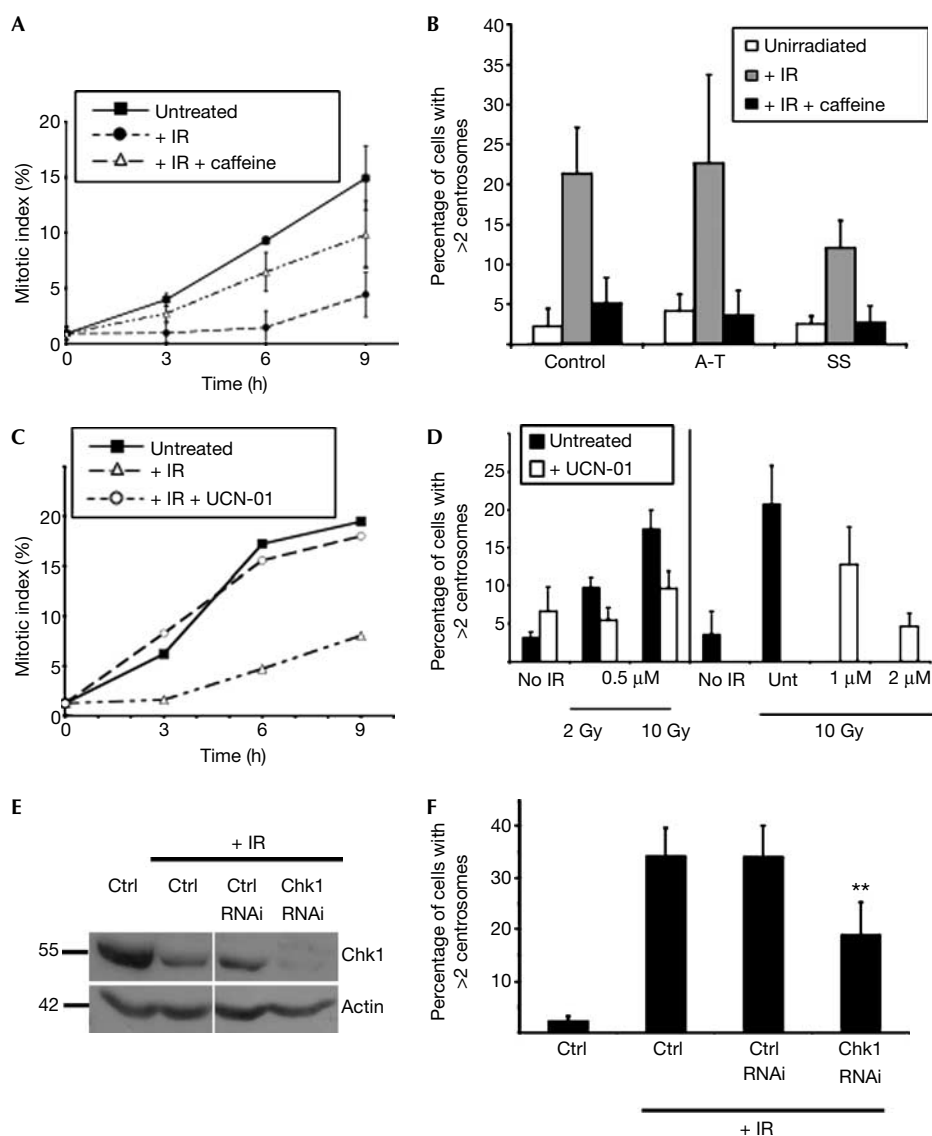 A
Untreated
+ IR
+ IR + caffeine
Mitotic index (%)
20
15
10
5
0
0 3 6 9
Time (h)
B
Unirradiated
+ IR
+ IR + caffeine
Percentage of cells with
>2 centrosomes
40
35
30
25
20
15
10
5
Control A-T SS
C
Untreated
+ IR
+ IR + UCN-01
Mitotic index (%)
20
15
10
5
0
0 3 6 9
Time (h)
D
Untreated
+ UCN-01
Percentage of cells with
>2 centrosomes
25
20
15
10
5
No IR 0.5 μM No IR Unt 1 μM 2 μM
2 Gy 10 Gy 10 Gy
E
+ IR
Ctrl Ctrl Ctrl Chk1
RNAi RNAi
55 Chk1
42 Actin
F
Percentage of cells with
>2 centrosomes
40
30
20
10
**
Ctrl Ctrl Ctrl Chk1
RNAi RNAi
+ IR